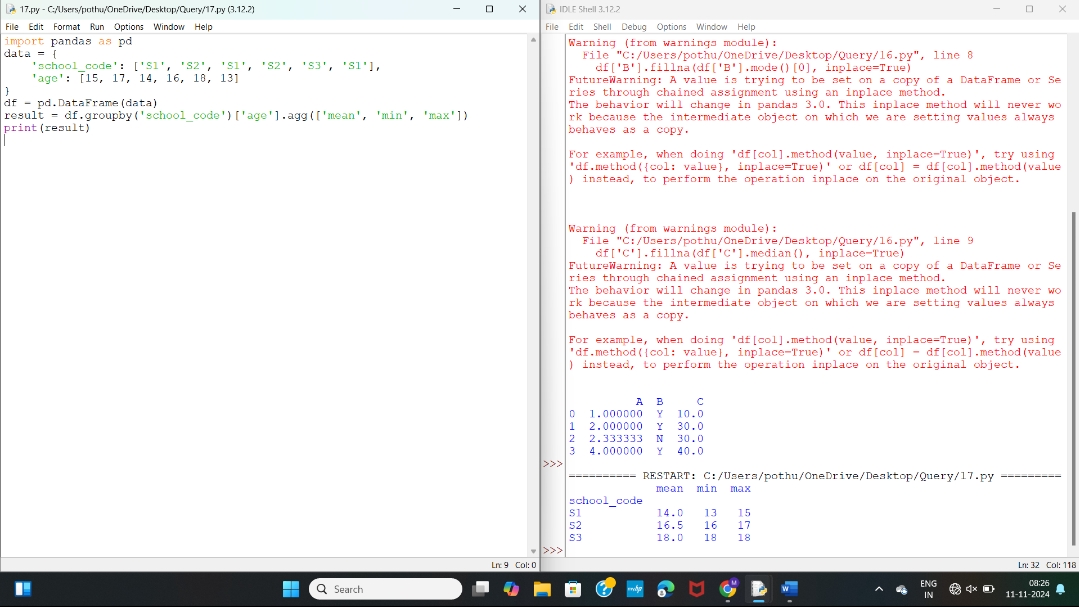 17.py - C:/Users/pothu/OneDrive/Desktop/Query/17.py (3.12.2)
File Edit Format Run Options Window Help
import pandas as pd
data = {
    'school_code': ['S1', 'S2', 'S1', 'S2', 'S3', 'S1'],
    'age': [15, 17, 14, 16, 18, 13]
}
df = pd.DataFrame(data)
result = df.groupby('school_code')['age'].agg(['mean', 'min', 'max'])
print(result)
Ln: 9 Col: 0
IDLE Shell 3.12.2
File Edit Shell Debug Options Window Help
Warning (from warnings module):
  File "C:/Users/pothu/OneDrive/Desktop/Query/16.py", line 8
    df['B'].fillna(df['B'].mode()[0], inplace=True)
FutureWarning: A value is trying to be set on a copy of a DataFrame or Se
ries through chained assignment using an inplace method.
The behavior will change in pandas 3.0. This inplace method will never wo
rk because the intermediate object on which we are setting values always
behaves as a copy.
For example, when doing 'df[col].method(value, inplace=True)', try using
'df.method({col: value}, inplace=True)' or df[col] = df[col].method(value
) instead, to perform the operation inplace on the original object.
Warning (from warnings module):
  File "C:/Users/pothu/OneDrive/Desktop/Query/16.py", line 9
    df['C'].fillna(df['C'].median(), inplace=True)
FutureWarning: A value is trying to be set on a copy of a DataFrame or Se
ries through chained assignment using an inplace method.
The behavior will change in pandas 3.0. This inplace method will never wo
rk because the intermediate object on which we are setting values always
behaves as a copy.
For example, when doing 'df[col].method(value, inplace=True)', try using
'df.method({col: value}, inplace=True)' or df[col] = df[col].method(value
) instead, to perform the operation inplace on the original object.
A B C
0 1.000000 Y 10.0
1 2.000000 Y 30.0
2 2.333333 N 30.0
3 4.000000 Y 40.0
>>>
========== RESTART: C:/Users/pothu/OneDrive/Desktop/Query/17.py =========
mean min max
school_code
S1 14.0 13 15
S2 16.5 16 17
S3 18.0 18 18
>>>
Ln: 32 Col: 118
Search
ENG
IN
08:26
11-11-2024